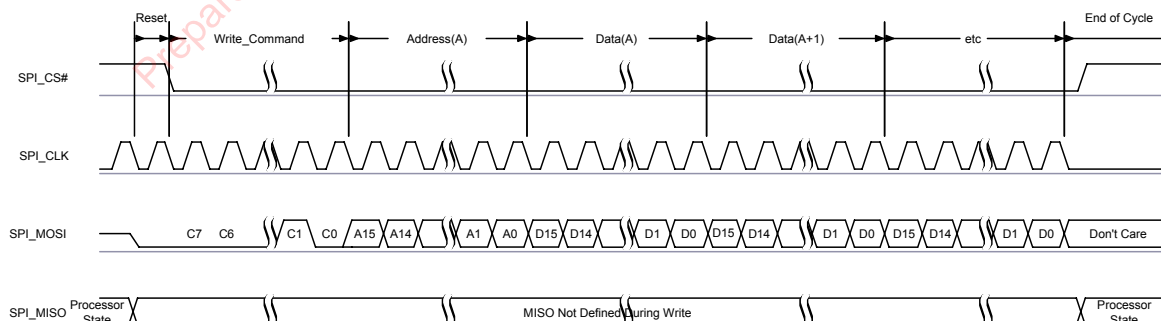 Reset
Write_Command
Address(A)
Data(A)
Data(A+1)
etc
End of Cycle
SPI_CS#
SPI_CLK
SPI_MOSI
C7 C6 C1 C0 A15 A14 A1 A0 D15 D14 D1 D0 D15 D14 D1 D0 D15 D14 D1 D0 Don't Care
SPI_MISO
Processor
State
MISO Not Defined During Write
Processor
State